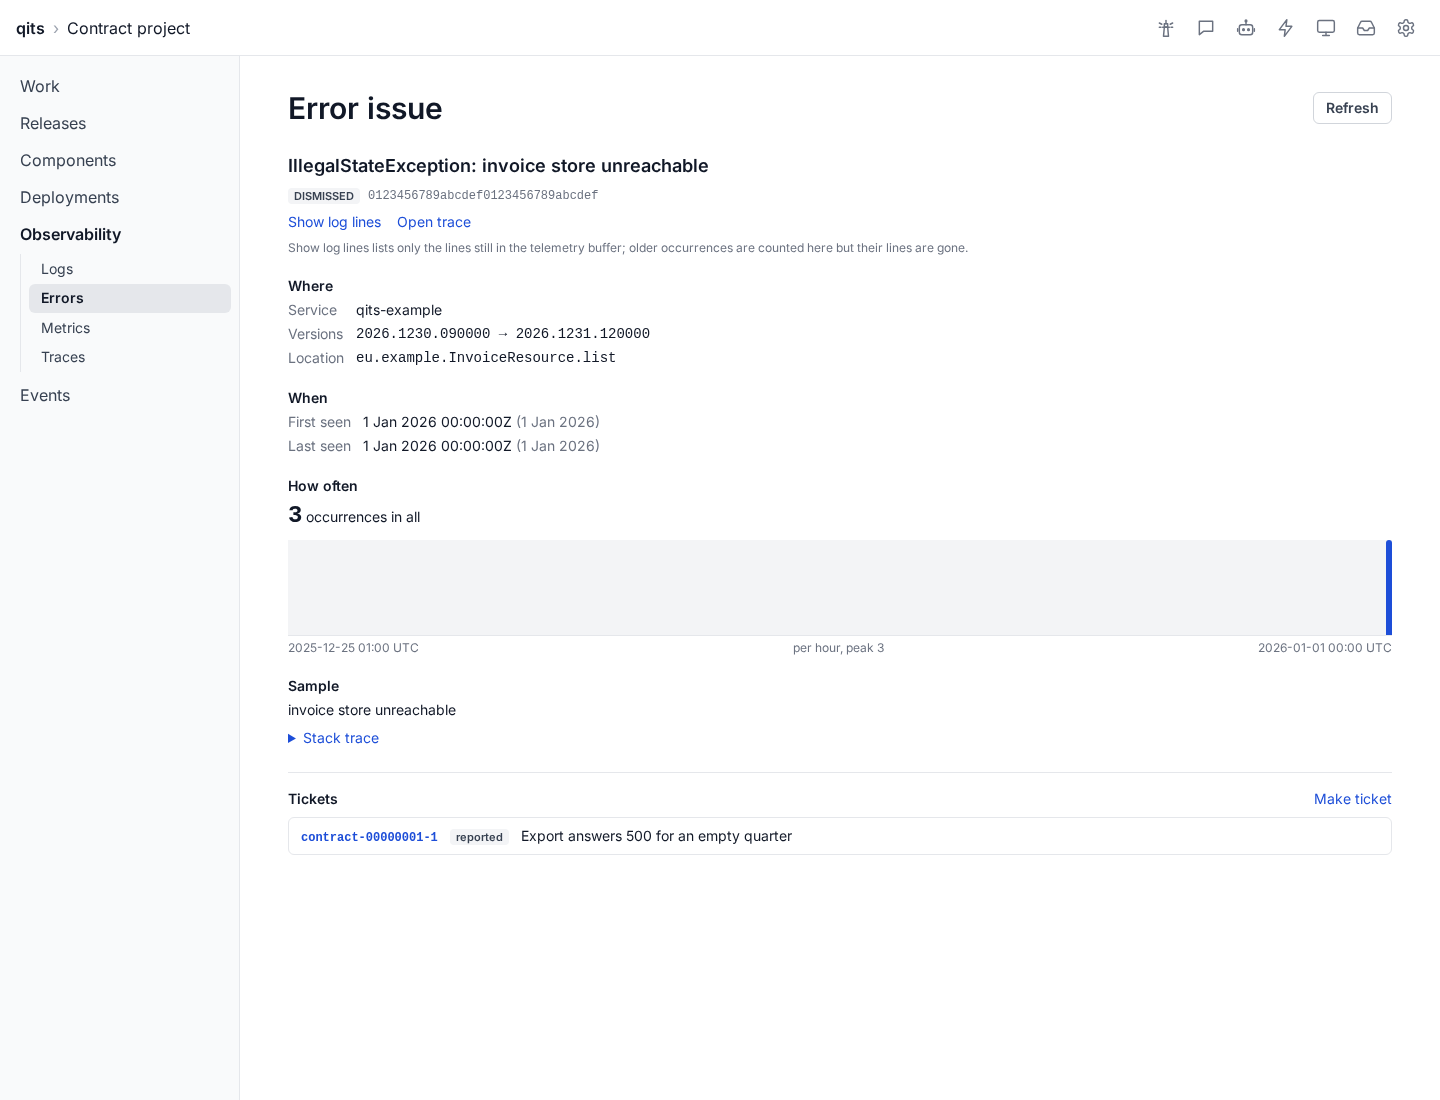 qits › Contract project
Work
Releases
Components
Deployments
Observability
Logs
Errors
Metrics
Traces
Events
Error issue
Refresh
IllegalStateException: invoice store unreachable
DISMISSED 0123456789abcdef0123456789abcdef
Show log lines Open trace
Show log lines lists only the lines still in the telemetry buffer; older occurrences are counted here but their lines are gone.
Where
Service qits-example
Versions 2026.1230.090000 → 2026.1231.120000
Location eu.example.InvoiceResource.list
When
First seen 1 Jan 2026 00:00:00Z (1 Jan 2026)
Last seen 1 Jan 2026 00:00:00Z (1 Jan 2026)
How often
3 occurrences in all
2025-12-25 01:00 UTC per hour, peak 3 2026-01-01 00:00 UTC
Sample
invoice store unreachable
Stack trace
Tickets Make ticket
contract-00000001-1 reported Export answers 500 for an empty quarter